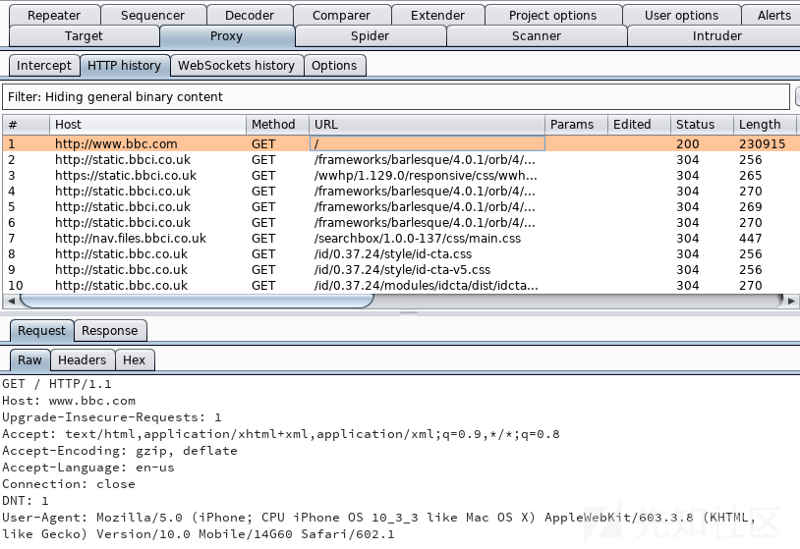 Repeater Sequencer Decoder Comparer Extender Project options User options Alerts
Target Proxy Spider Scanner Intruder
Intercept HTTP history WebSockets history Options
Filter: Hiding general binary content
# Host Method URL Params Edited Status Length
1 http://www.bbc.com GET / 200 230915
2 http://static.bbci.co.uk GET /frameworks/barlesque/4.0.1/orb/4/... 304 256
3 https://static.bbci.co.uk GET /wwhp/1.129.0/responsive/css/wwh... 304 265
4 http://static.bbci.co.uk GET /frameworks/barlesque/4.0.1/orb/4/... 304 270
5 http://static.bbci.co.uk GET /frameworks/barlesque/4.0.1/orb/4/... 304 269
6 http://static.bbci.co.uk GET /frameworks/barlesque/4.0.1/orb/4/... 304 270
7 http://nav.files.bbci.co.uk GET /searchbox/1.0.0-137/css/main.css 304 447
8 http://static.bbc.co.uk GET /id/0.37.24/style/id-cta.css 304 256
9 http://static.bbc.co.uk GET /id/0.37.24/style/id-cta-v5.css 304 256
10 http://static.bbc.co.uk GET /id/0.37.24/modules/idcta/dist/idcta... 304 270
Request Response
Raw Headers Hex
GET / HTTP/1.1
Host: www.bbc.com
Upgrade-Insecure-Requests: 1
Accept: text/html,application/xhtml+xml,application/xml;q=0.9,*/*;q=0.8
Accept-Encoding: gzip, deflate
Accept-Language: en-us
Connection: close
DNT: 1
User-Agent: Mozilla/5.0 (iPhone; CPU iPhone OS 10_3_3 like Mac OS X) AppleWebKit/603.3.8 (KHTML,
like Gecko) Version/10.0 Mobile/14G60 Safari/602.1
先知社区